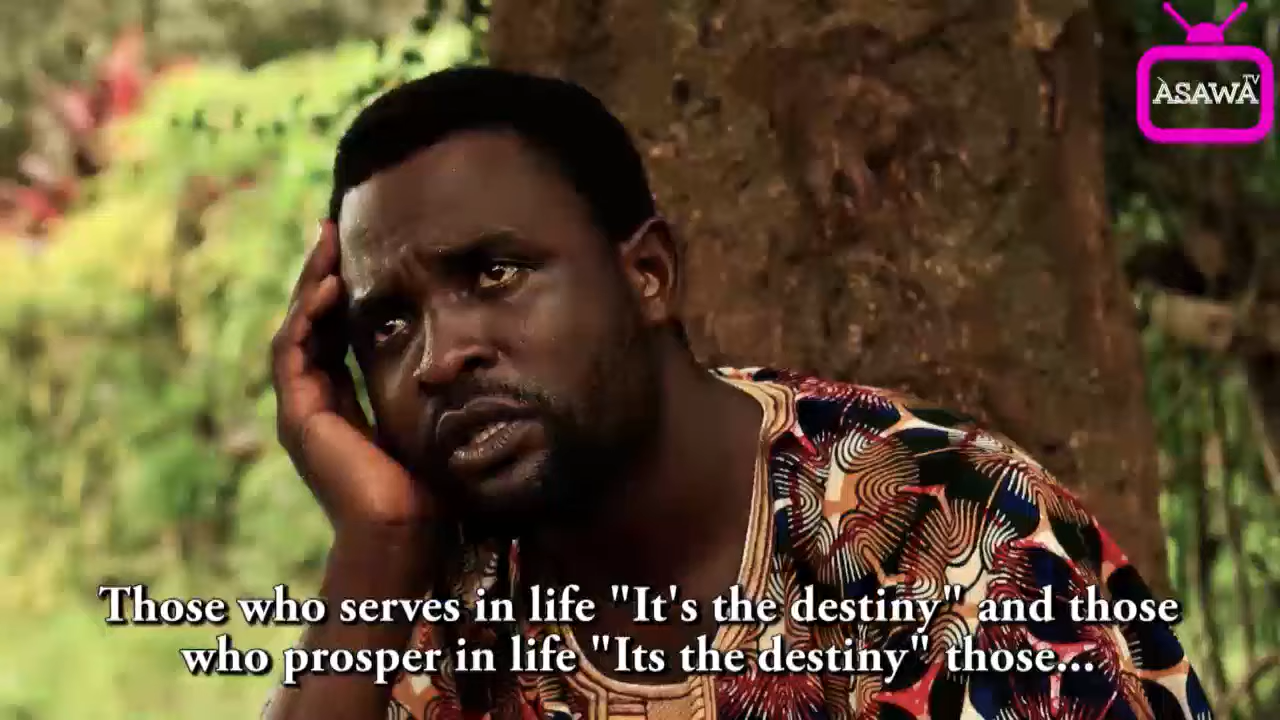 ASAWA TV
Those who serves in life "It's the destiny" and those
who prosper in life "Its the destiny" those...